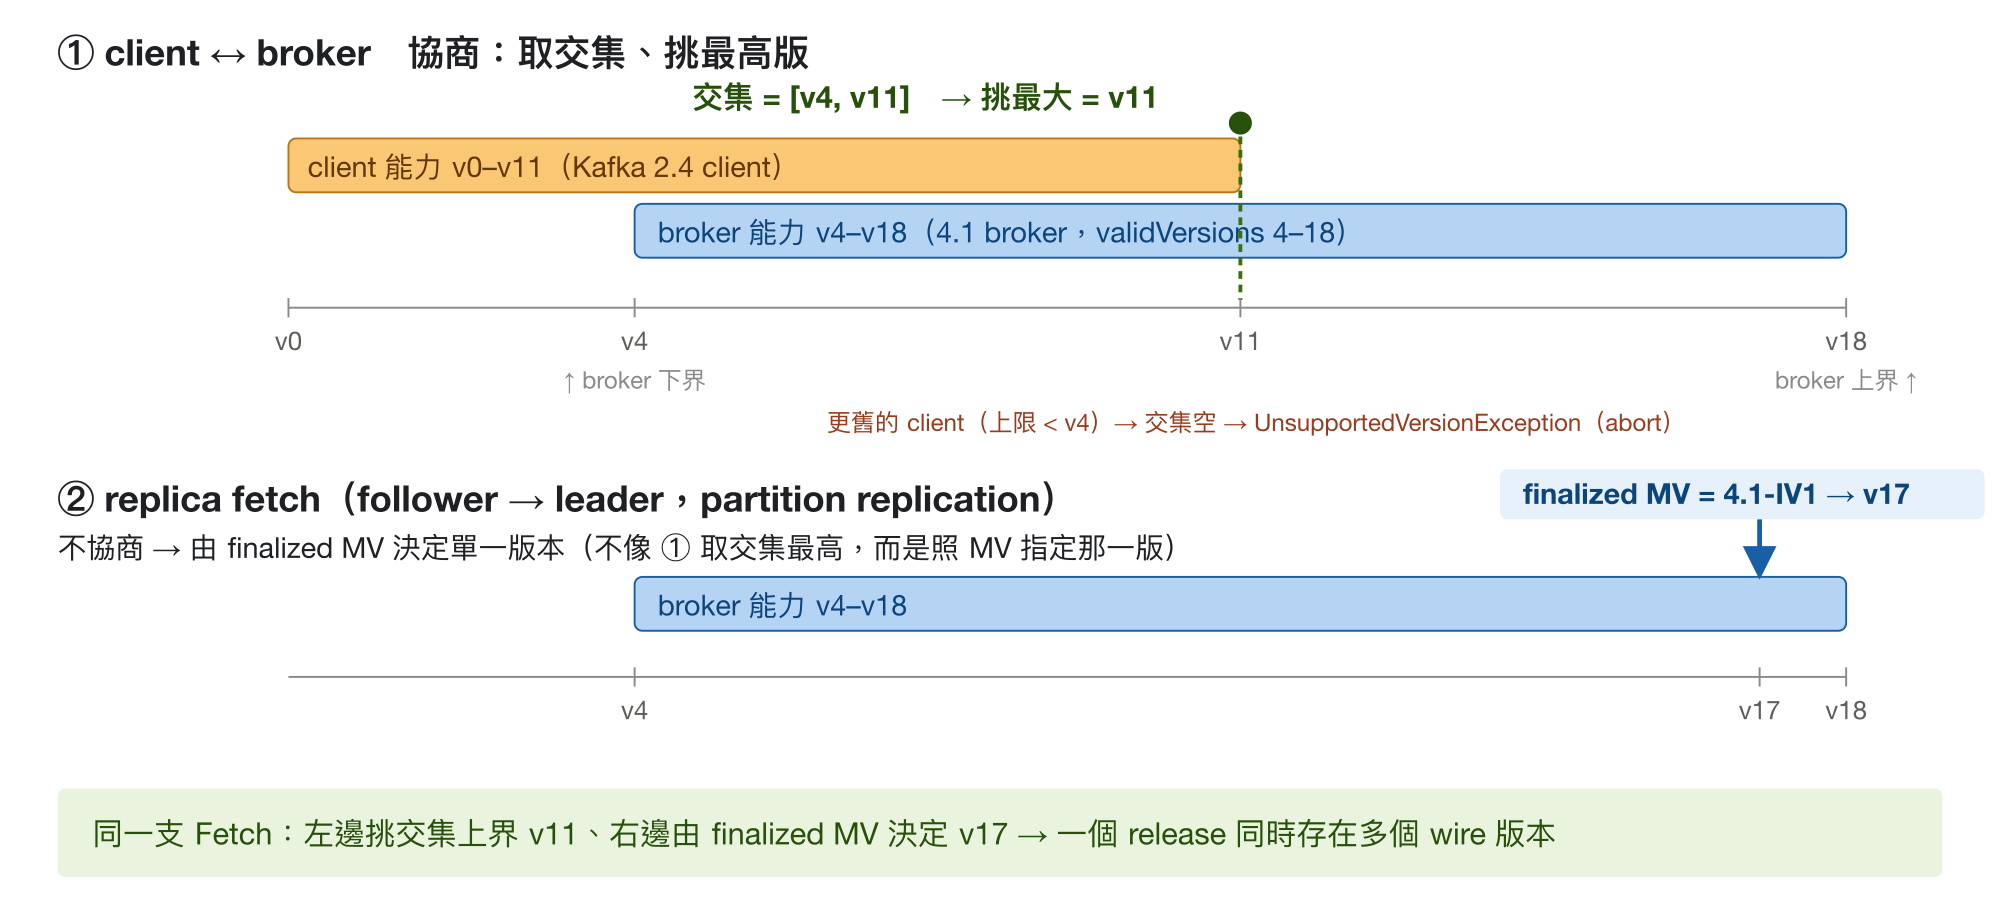 ① client ↔ broker　協商：取交集、挑最高版
交集 = [v4, v11]　→ 挑最大 = v11
client 能力 v0–v11（Kafka 2.4 client）
broker 能力 v4–v18（4.1 broker，validVersions 4–18）
v0 v4 v11 v18
↑ broker 下界 broker 上界 ↑
更舊的 client（上限 < v4）→ 交集空 → UnsupportedVersionException（abort）
② replica fetch（follower → leader，partition replication）
finalized MV = 4.1-IV1 → v17
不協商 → 由 finalized MV 決定單一版本（不像 ① 取交集最高，而是照 MV 指定那一版）
broker 能力 v4–v18
v4 v17 v18
同一支 Fetch：左邊挑交集上界 v11、右邊由 finalized MV 決定 v17 → 一個 release 同時存在多個 wire 版本